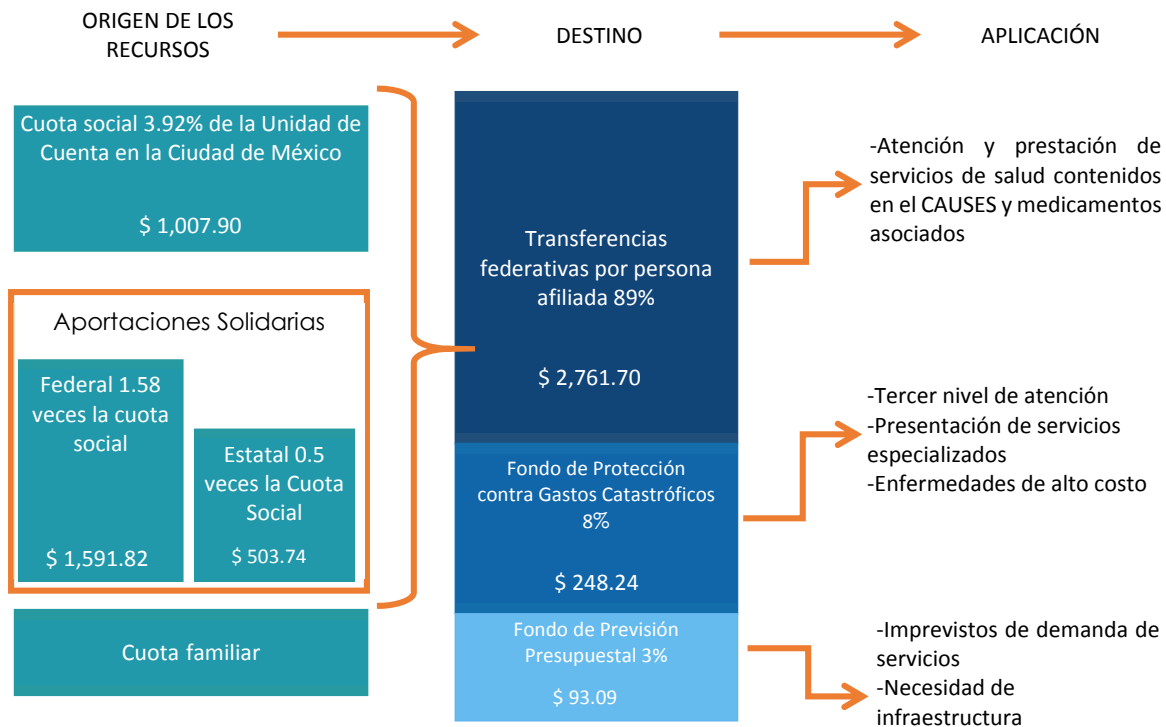 ORIGEN DE LOS
RECURSOS
DESTINO
APLICACIÓN
Cuota social 3.92% de la Unidad de
Cuenta en la Ciudad de México
$ 1,007.90
Aportaciones Solidarias
Federal 1.58
veces la cuota
social
$ 1,591.82
Estatal 0.5
veces la Cuota
Social
$ 503.74
Cuota familiar
Transferencias
federativas por persona
afiliada 89%
$ 2,761.70
Fondo de Protección
contra Gastos Catastróficos
8%
$ 248.24
Fondo de Previsión
Presupuestal 3%
$ 93.09
-Atención y prestación de
servicios de salud contenidos
en el CAUSES y medicamentos
asociados
-Tercer nivel de atención
-Presentación de servicios
especializados
-Enfermedades de alto costo
-Imprevistos de demanda de
servicios
-Necesidad de
infraestructura